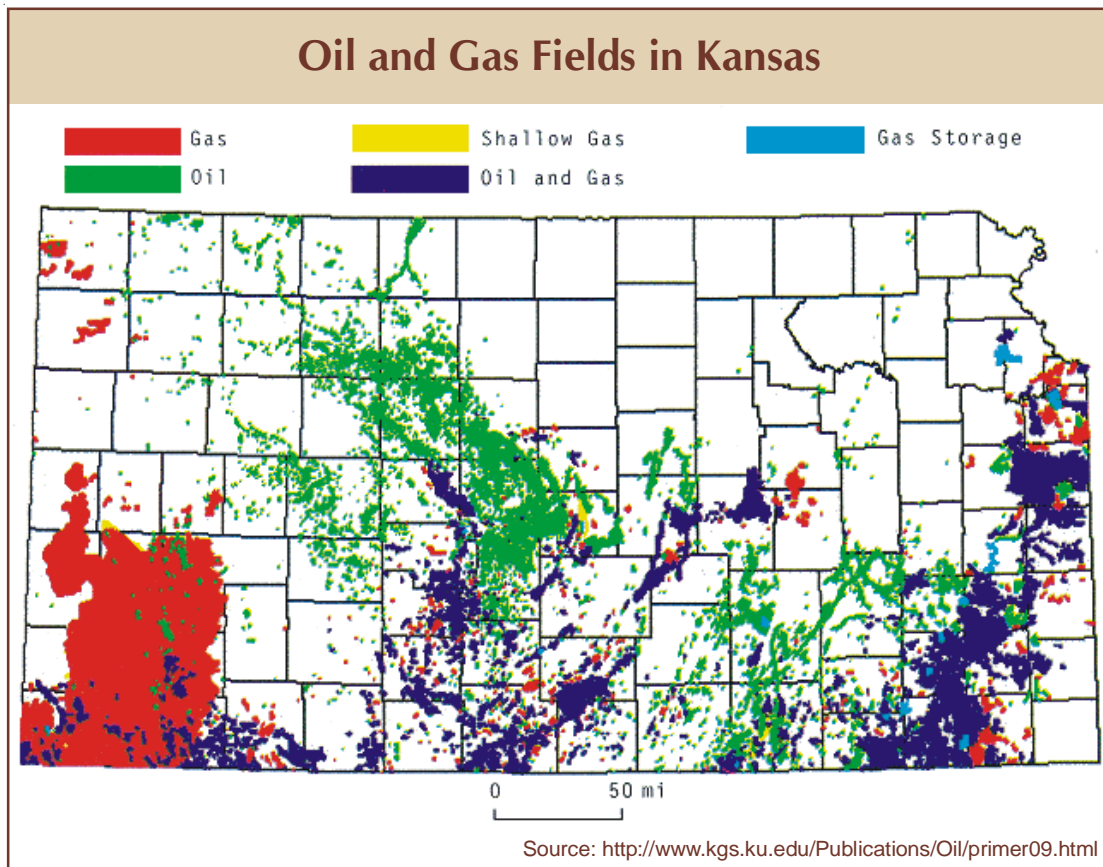 Oil and Gas Fields in Kansas
Gas
Shallow Gas
Gas Storage
Oil
Oil and Gas
0 50 mi
Source: http://www.kgs.ku.edu/Publications/Oil/primer09.html